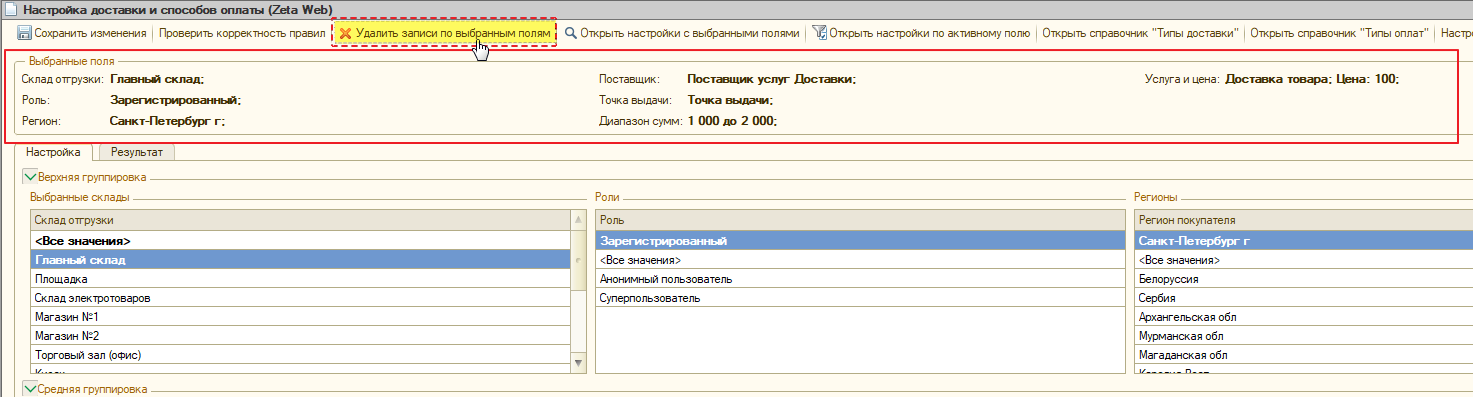 Настройка доставки и способов оплаты (Zeta Web)
Сохранить изменения Проверить корректность правил Удалить записи по выбранным полям Открыть настройки с выбранными полями Открыть настройки по активному полю Открыть справочник "Типы доставки" Открыть справочник "Типы оплат" Настро
Выбранные поля
Склад отгрузки: Главный склад; Поставщик: Поставщик услуг Доставки; Услуга и цена: Доставка товара; Цена: 100;
Роль: Зарегистрированный; Точка выдачи: Точка выдачи;
Регион: Санкт-Петербург г; Диапазон сумм: 1 000 до 2 000;
Настройка Результат
Верхняя группировка
Выбранные склады Роли Регионы
Склад отгрузки Роль Регион покупателя
<Все значения> Зарегистрированный Санкт-Петербург г
Главный склад <Все значения> <Все значения>
Площадка Анонимный пользователь Белоруссия
Склад электротоваров Суперпользователь Сербия
Магазин №1 Архангельская обл
Магазин №2 Мурманская обл
Торговый зал (офис) Магаданская обл
Средняя группировка